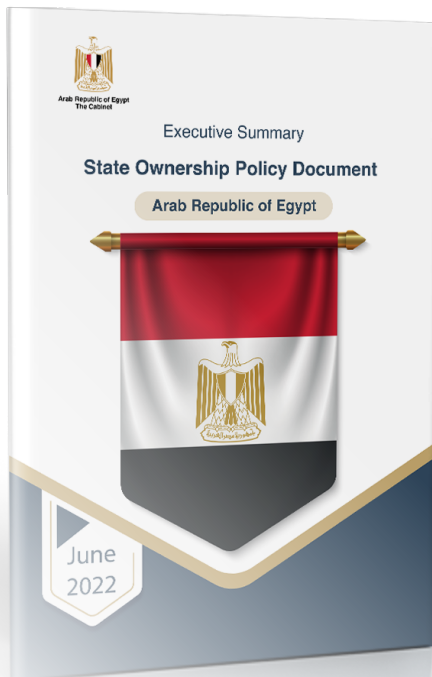 Arab Republic of Egypt
The Cabinet
Executive Summary
State Ownership Policy Document
Arab Republic of Egypt
June
2022